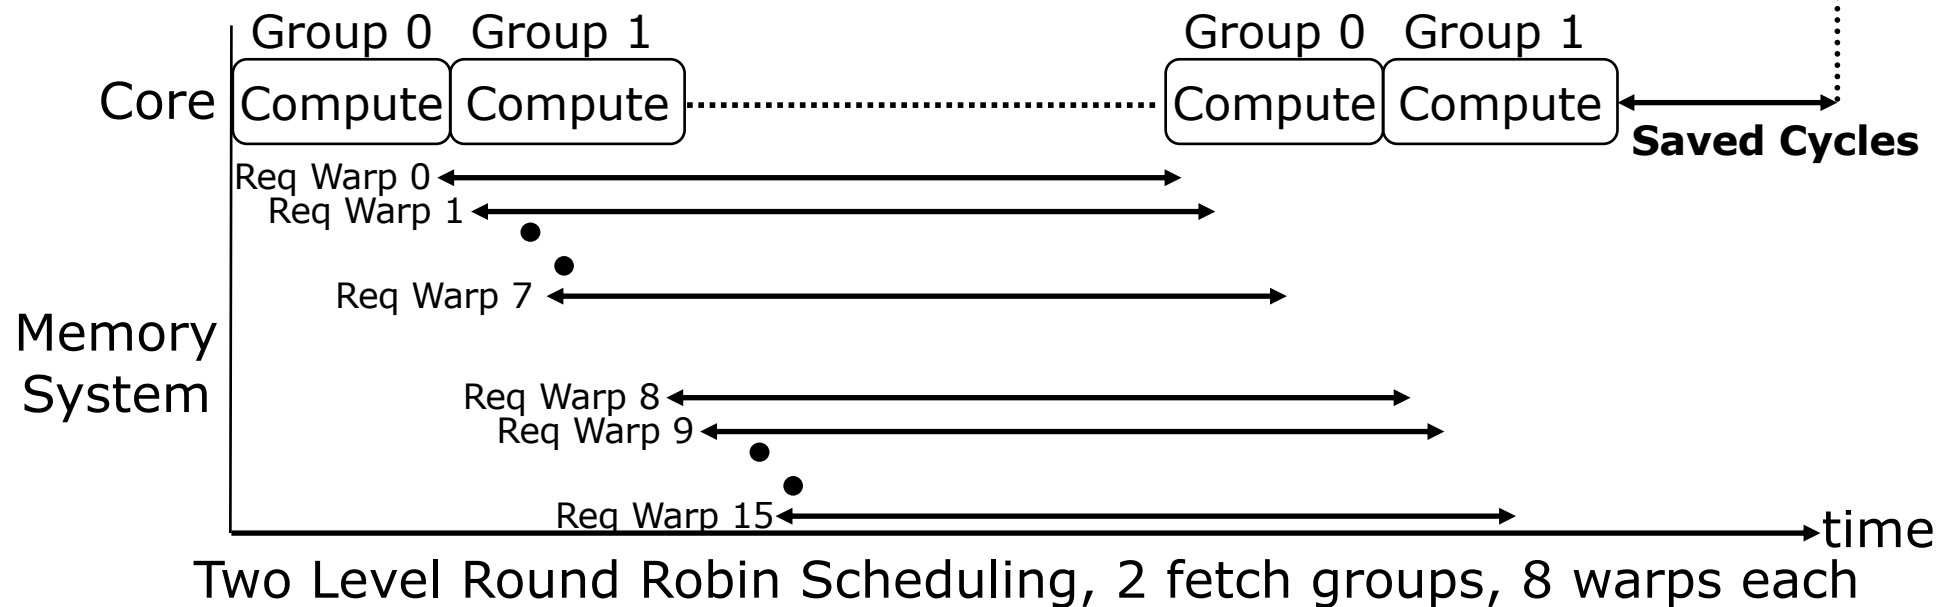 Group 0 Group 1 Group 0 Group 1
Core Compute Compute Compute Compute
Saved Cycles
Req Warp 0
Req Warp 1
Req Warp 7
Memory
System
Req Warp 8
Req Warp 9
Req Warp 15
time
Two Level Round Robin Scheduling, 2 fetch groups, 8 warps each